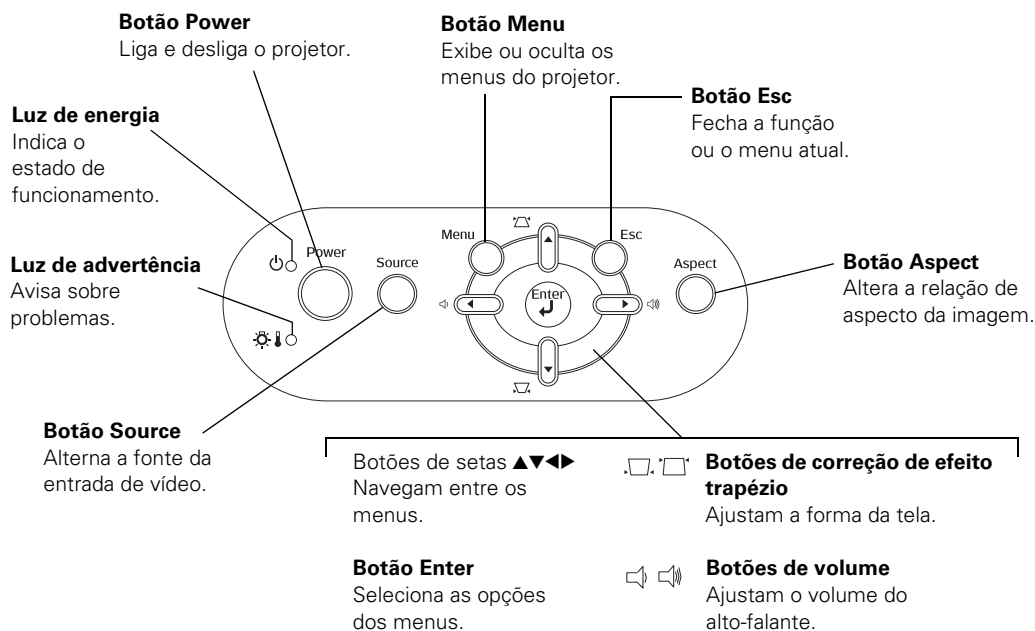 Botão Power
Liga e desliga o projetor.
Botão Menu
Exibe ou oculta os
menus do projetor.
Botão Esc
Fecha a função
ou o menu atual.
Luz de energia
Indica o
estado de
funcionamento.
Luz de advertência
Avisa sobre
problemas.
Power
Source
Menu
Enter
Esc
Aspect
Botão Aspect
Altera a relação de
aspecto da imagem.
Botão Source
Alterna a fonte da
entrada de vídeo.
Botões de setas ▲▼◀▶
Navegam entre os
menus.
Botões de correção de efeito
trapézio
Ajustam a forma da tela.
Botão Enter
Seleciona as opções
dos menus.
Botões de volume
Ajustam o volume do
alto-falante.